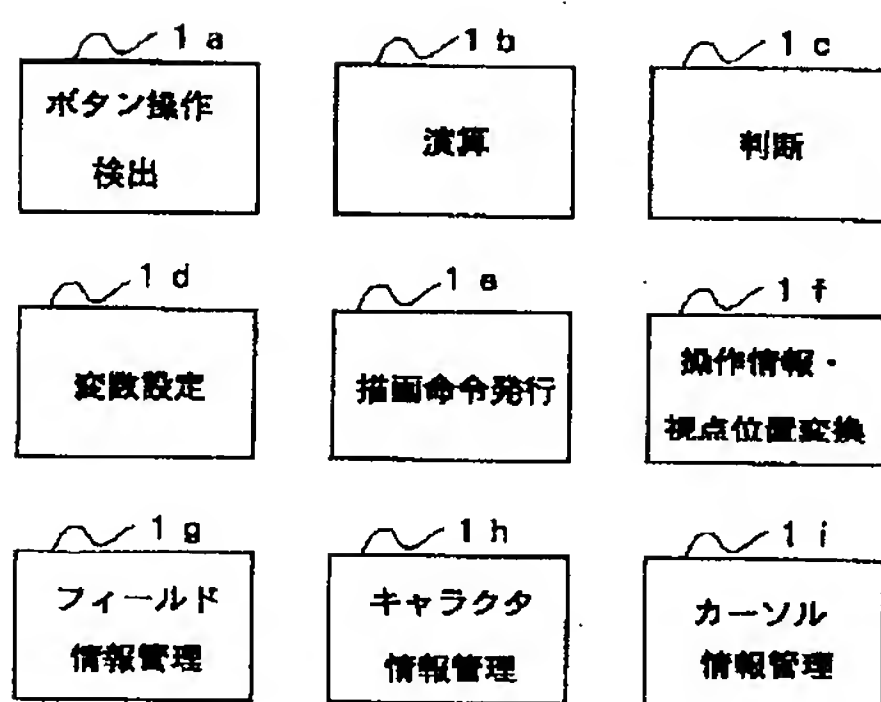 1a
ボタン操作
検出
1b
演算
1c
判断
1d
変数設定
1e
描画命令発行
1f
操作情報・
視点位置変換
1g
フィールド
情報管理
1h
キャラクタ
情報管理
1i
カーソル
情報管理